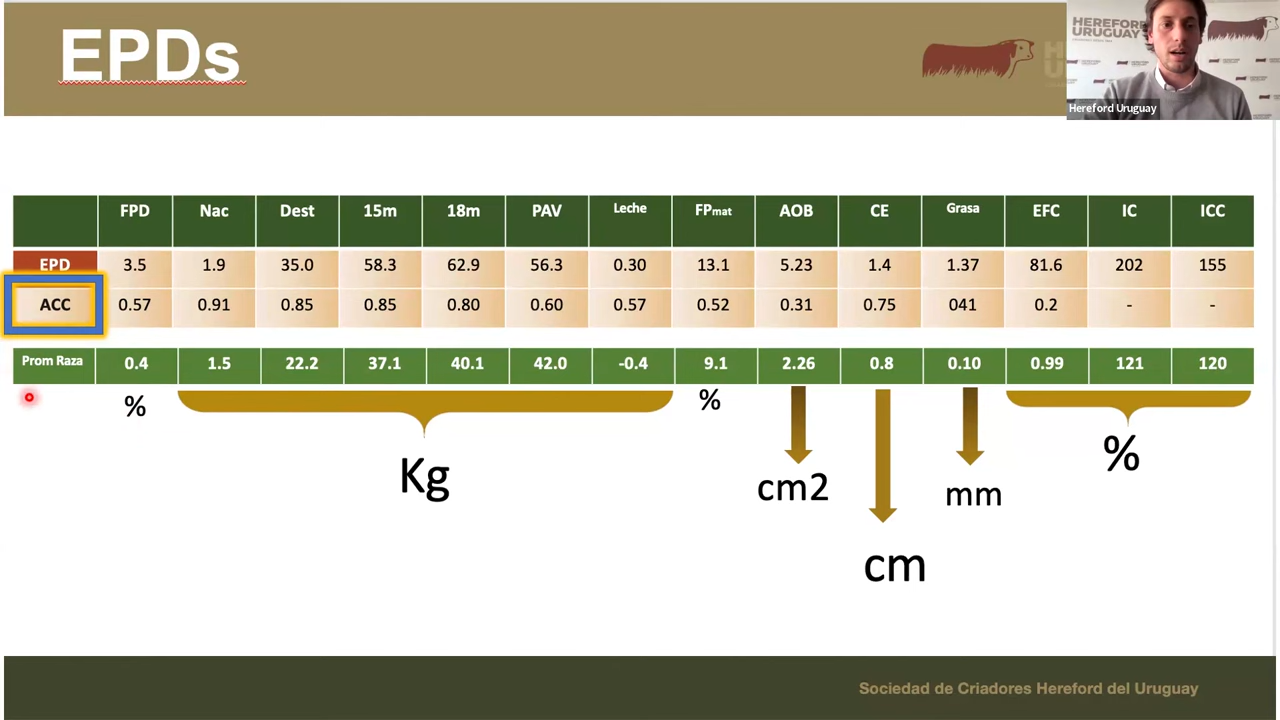 EPDs
HEREFORD
URUGUAY
Hereford Uruguay
FPD Nac Dest 15m 18m PAV Leche FPmat AOB CE Grasa EFC IC ICC
EPD 3.5 1.9 35.0 58.3 62.9 56.3 0.30 13.1 5.23 1.4 1.37 81.6 202 155
ACC 0.57 0.91 0.85 0.85 0.80 0.60 0.57 0.52 0.31 0.75 041 0.2 - -
Prom Raza 0.4 1.5 22.2 37.1 40.1 42.0 -0.4 9.1 2.26 0.8 0.10 0.99 121 120
% %
Kg % 
cm2 mm
cm
Sociedad de Criadores Hereford del Uruguay